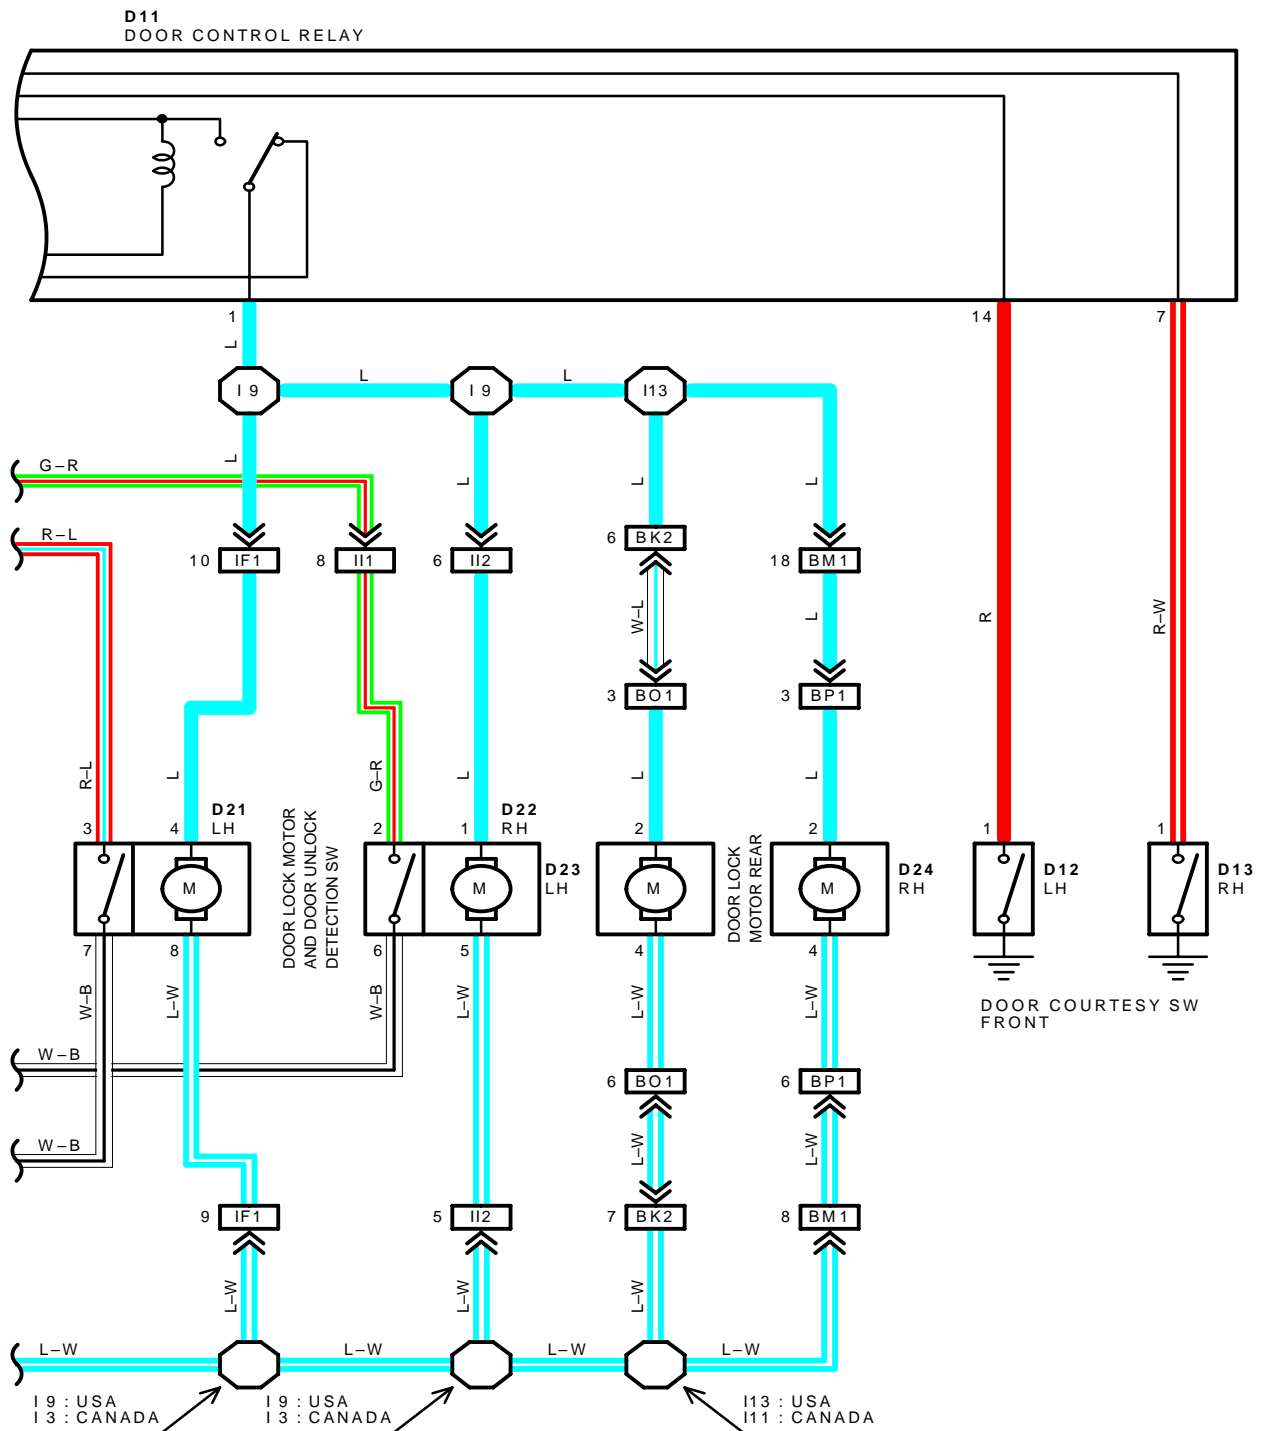 D11
DOOR CONTROL RELAY
1
14
7
L
I 9
L
I 9
L
I13
G–R
L
L
L
L
R–L
10
IF1
8
II1
6
II2
6
BK2
18
BM1
W–L
L
R
R–W
3
BO1
3
BP1
R–L
L
G–R
L
L
L
3
4
D21
LH
DOOR LOCK MOTOR
AND DOOR UNLOCK
DETECTION SW
2
1
D22
RH
2
DOOR LOCK
MOTOR REAR
2
1
1
M
M
D23
LH
M
M
D24
RH
D12
LH
D13
RH
7
8
6
5
4
4
W–B
L–W
W–B
L–W
L–W
L–W
DOOR COURTESY SW
FRONT
W–B
6
BO1
6
BP1
W–B
L–W
L–W
9
IF1
5
II2
7
BK2
8
BM1
L–W
L–W
L–W
L–W
L–W
L–W
L–W
I 9 : USA
I 3 : CANADA
I 9 : USA
I 3 : CANADA
I13 : USA
I11 : CANADA